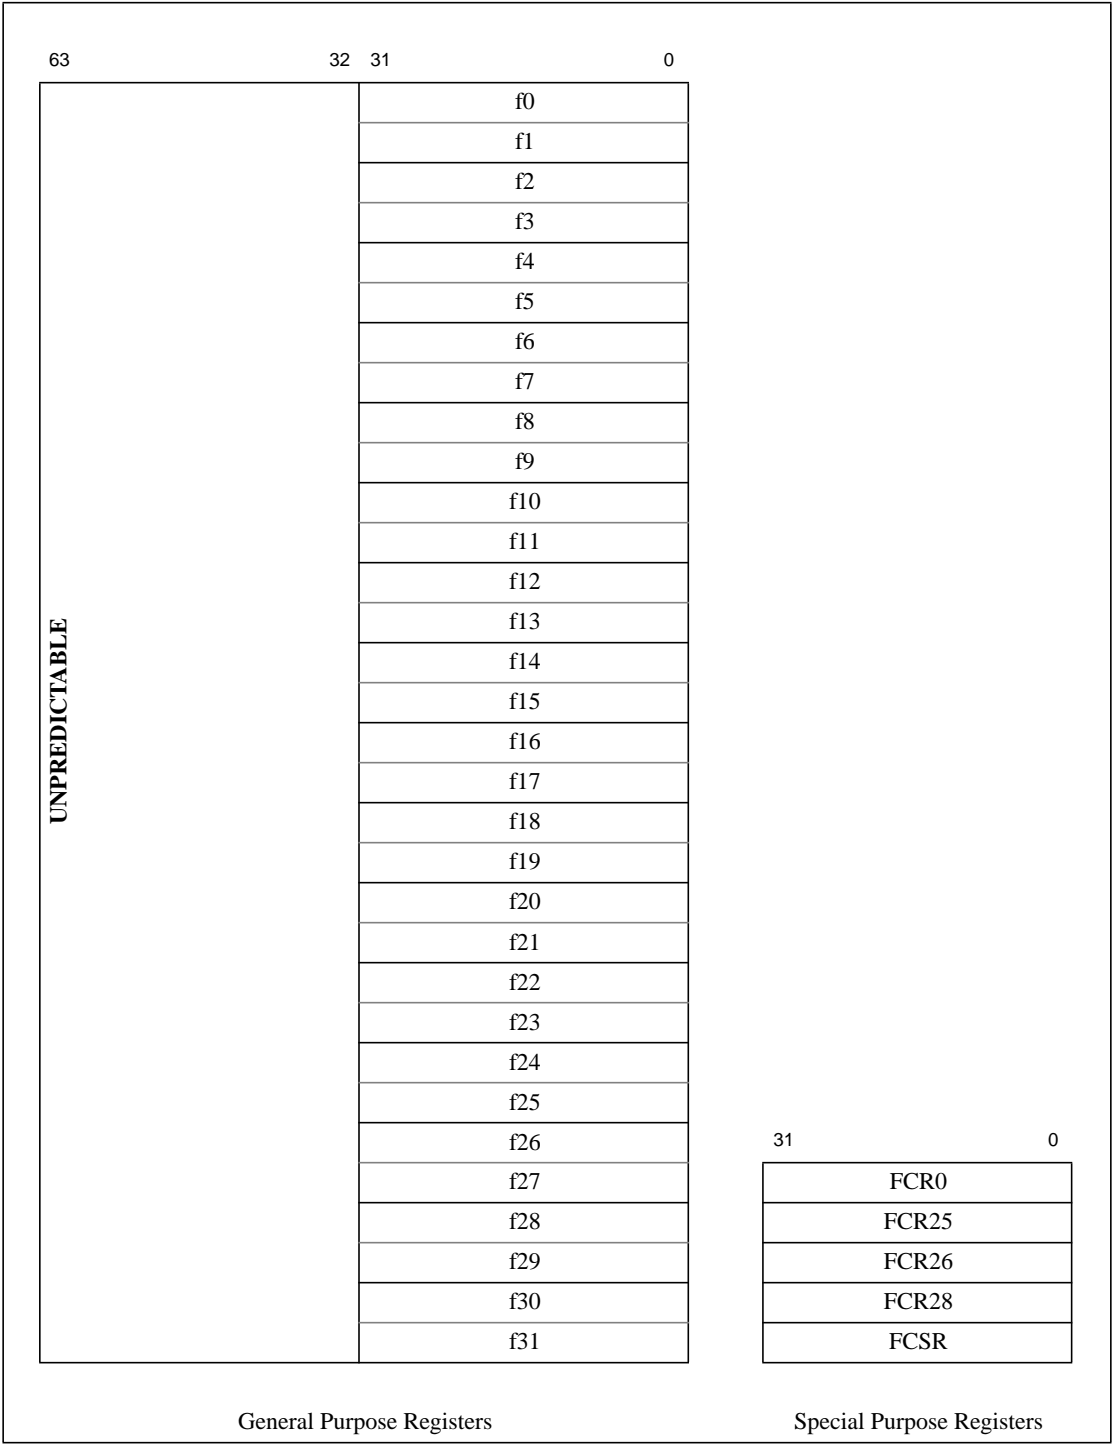 63 32 31 0
f0
f1
f2
f3
f4
f5
f6
f7
f8
f9
f10
f11
f12
f13
f14
f15
f16
f17
f18
f19
f20
f21
f22
f23
f24
f25
f26
f27
f28
f29
f30
f31
UNPREDICTABLE
General Purpose Registers
31 0
FCR0
FCR25
FCR26
FCR28
FCSR
Special Purpose Registers